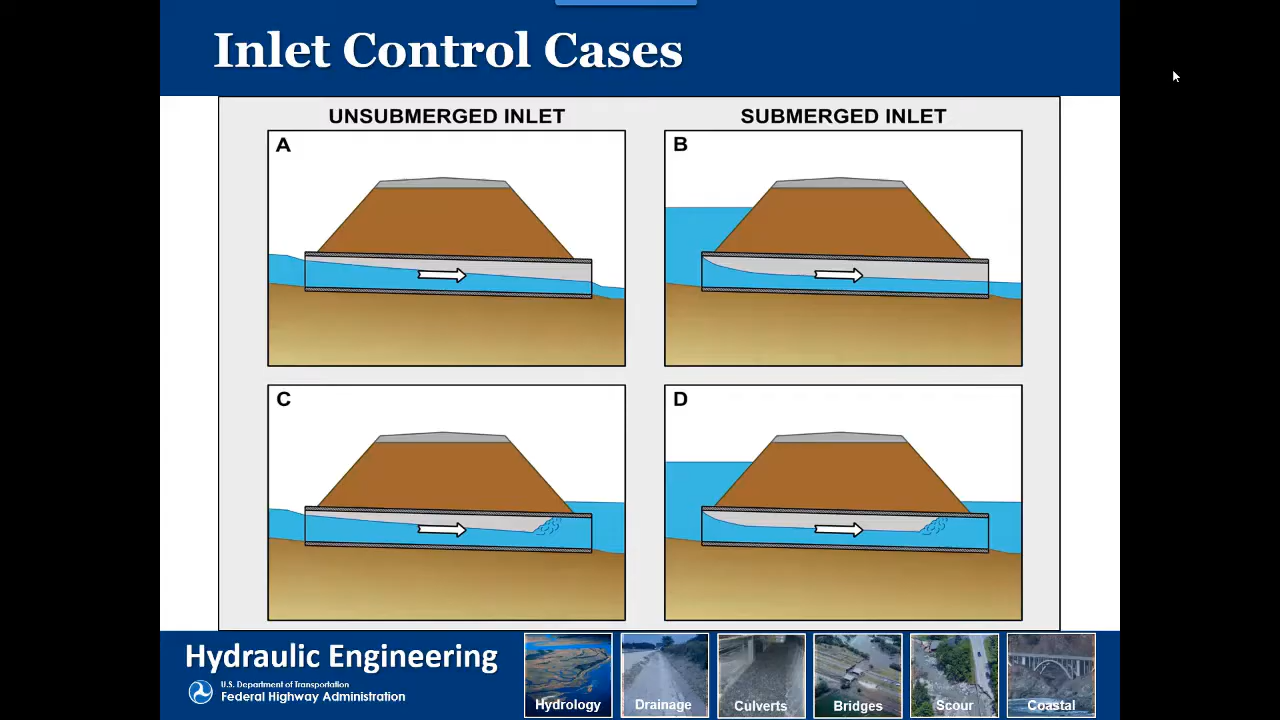 Inlet Control Cases
UNSUBMERGED INLET
SUBMERGED INLET
A
B
C
D
Hydraulic Engineering
U.S. Department of Transportation
Federal Highway Administration
Hydrology
Drainage
Culverts
Bridges
Scour
Coastal